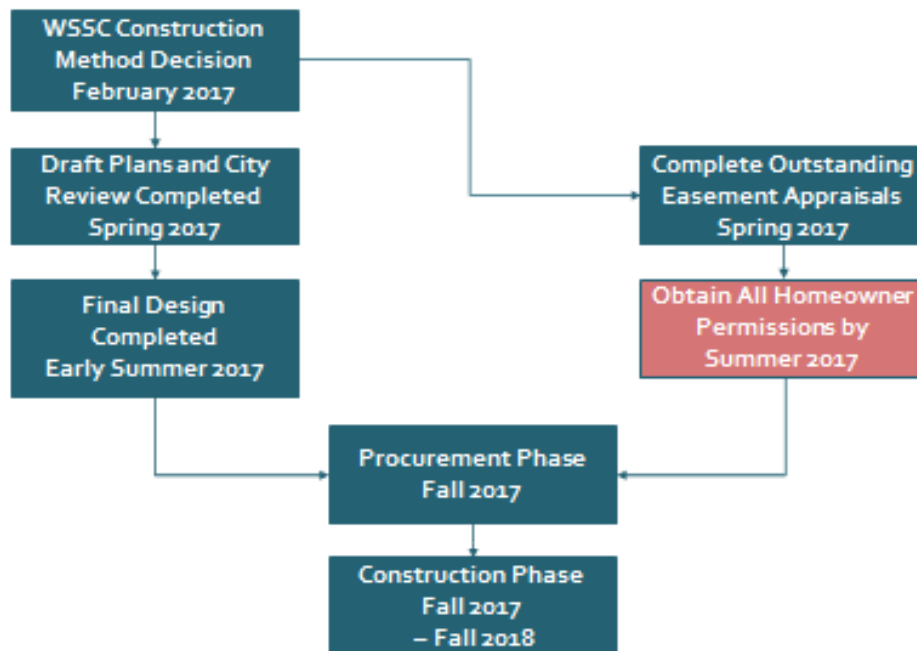 WSSC Construction
Method Decision
February 2017
Draft Plans and City
Review Completed
Spring 2017
Complete Outstanding
Easement Appraisals
Spring 2017
Final Design
Completed
Early Summer 2017
Obtain All Homeowner
Permissions by
Summer 2017
Procurement Phase
Fall 2017
Construction Phase
Fall 2017
– Fall 2018